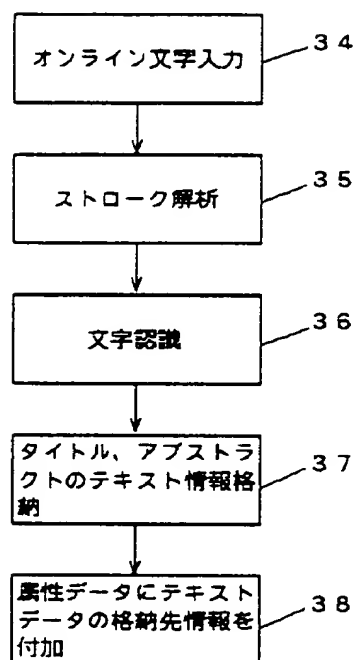 オンライン文字入力
34
ストローク解析
35
文字認識
36
タイトル、アブストラ
クトのテキスト情報格
納
37
属性データにテキスト
データの格納先情報を
付加
38